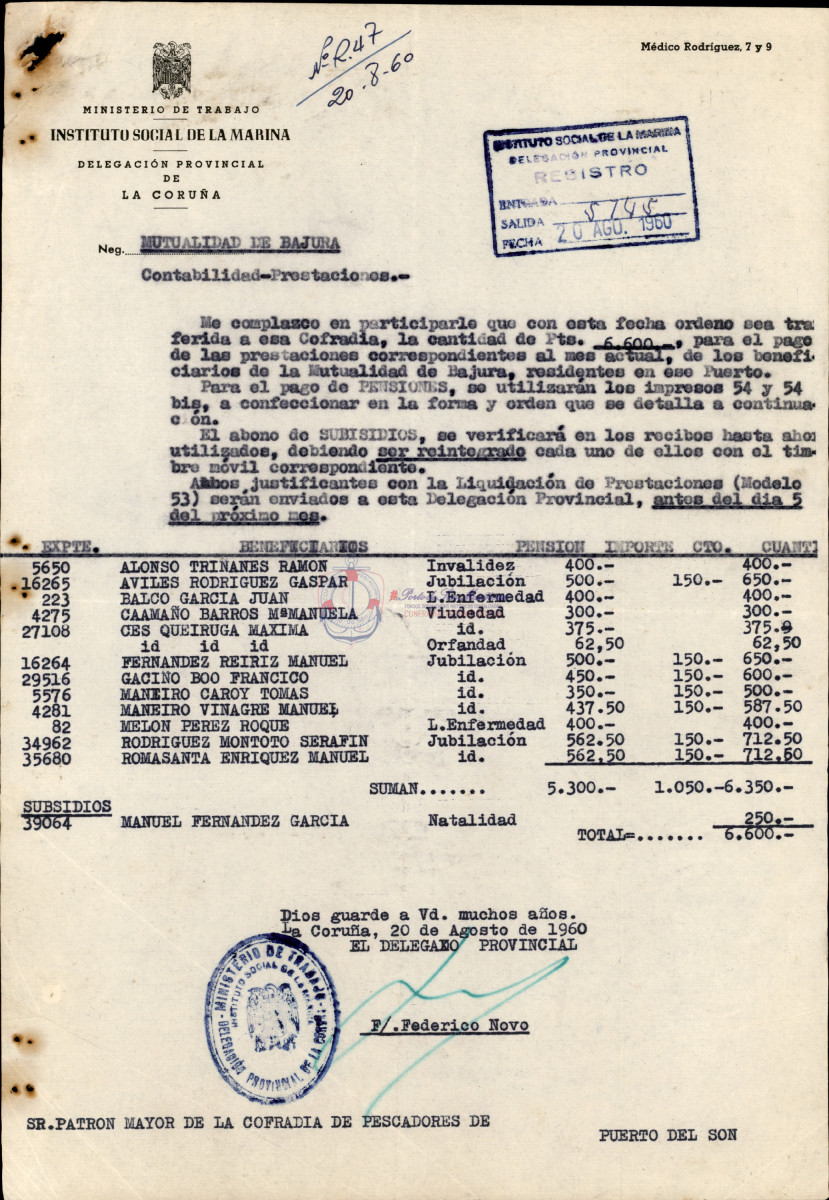 Nº R. 47
20-8-60
Médico Rodríguez, 7 y 9
MINISTERIO DE TRABAJO
INSTITUTO SOCIAL DE LA MARINA
DELEGACIÓN PROVINCIAL
DE
LA CORUÑA
INSTITUTO SOCIAL DE LA MARINA
DELEGACIÓN PROVINCIAL
REGISTRO
ENTRADA
SALIDA 5745
FECHA 20 AGO. 1960
Neg. MUTUALIDAD DE BAJURA
Contabilidad-Prestaciones.-
Me complazco en participarle que con esta fecha ordeno sea tra
ferida a esa Cofradia, la cantidad de Pts. 6.600.-, para el pago
de las prestaciones correspondientes al mes actual, de los benefi
ciarios de la Mutualidad de Bajura, residentes en ese Puerto.
Para el pago de PENSIONES, se utilizarán los impresos 54 y 54
bis, a confeccionar en la forma y orden que se detalla a continua-
ción.
El abono de SUBISIDIOS, se verificará en los recibos hasta aho
utilizados, debiendo ser reintegrado cada uno de ellos con el tim-
bre móvil correspondiente.
Ambos justificantes con la Liquidación de Prestaciones (Modelo
53) serán enviados a esta Delegación Provincial, antes del dia 5
del próximo mes.
EXPTE. BENEFICIARIOS PENSION IMPORTE CTO. CUANTI
5650 ALONSO TRIÑANES RAMON Invalidez 400.- 400.-
16265 AVILES RODRIGUEZ GASPAR Jubilación 500.- 150.- 650.-
223 BALCO GARCIA JUAN L.Enfermedad 400.- 400.-
4275 CAAMAÑO BARROS MªMANUELA Viudedad 300.- 300.-
27108 CES QUEIRUGA MAXIMA id. 375.- 375.-
id id id Orfandad 62,50 62,50
16264 FERNANDEZ REIRIZ MANUEL Jubilación 500.- 150.- 650.-
29516 GACIÑO BOO FRANCICO id. 450.- 150.- 600.-
5576 MANEIRO CAROY TOMAS id. 350.- 150.- 500.-
4281 MANEIRO VINAGRE MANUEL id. 437.50 150.- 587.50
82 MELON PEREZ ROQUE L.Enfermedad 400.- 400.-
34962 RODRIGUEZ MONTOTO SERAFIN Jubilación 562.50 150.- 712.50
35680 ROMASANTA ENRIQUEZ MANUEL id. 562,50 150.- 712,50
SUMAN....... 5.300.- 1.050.-6.350.-
SUBSIDIOS
39064 MANUEL FERNANDEZ GARCIA Natalidad 250.-
TOTAL=....... 6.600.-
Dios guarde a Vd. muchos años.
La Coruña, 20 de Agosto de 1960
EL DELEGADO PROVINCIAL
MINISTERIO DE TRABAJO
INSTITUTO SOCIAL DE LA MARINA
DELEGACIÓN PROVINCIAL DE LA CORUÑA
F/.Federico Novo
SR.PATRON MAYOR DE LA COFRADIA DE PESCADORES DE
PUERTO DEL SON